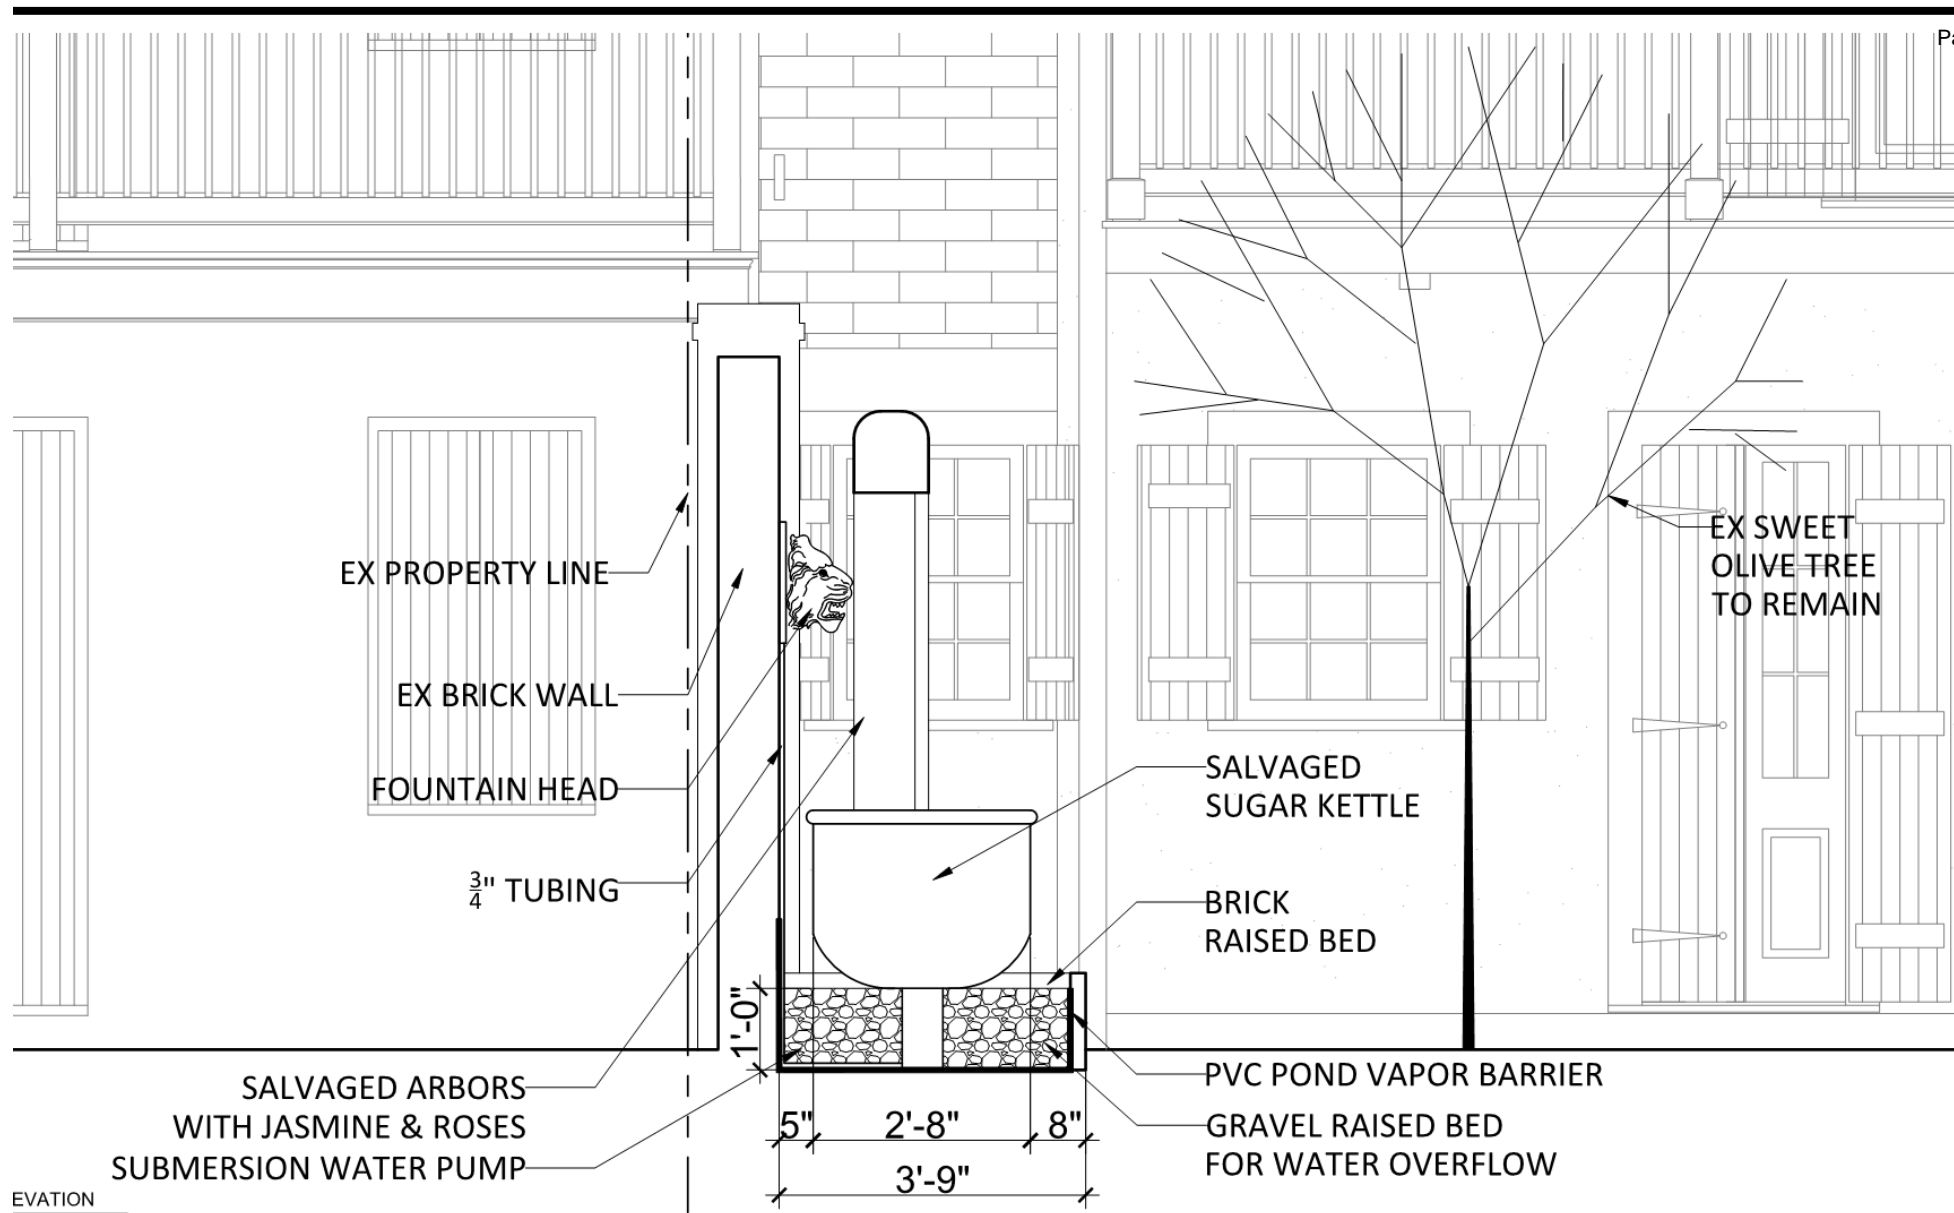 Pa
EX PROPERTY LINE
EX BRICK WALL
FOUNTAIN HEAD
3/4" TUBING
SALVAGED ARBORS
WITH JASMINE & ROSES
SUBMERSION WATER PUMP
EX SWEET
OLIVE TREE
TO REMAIN
SALVAGED
SUGAR KETTLE
BRICK
RAISED BED
PVC POND VAPOR BARRIER
GRAVEL RAISED BED
FOR WATER OVERFLOW
1'-0"
5"
2'-8"
8"
3'-9"
EVATION